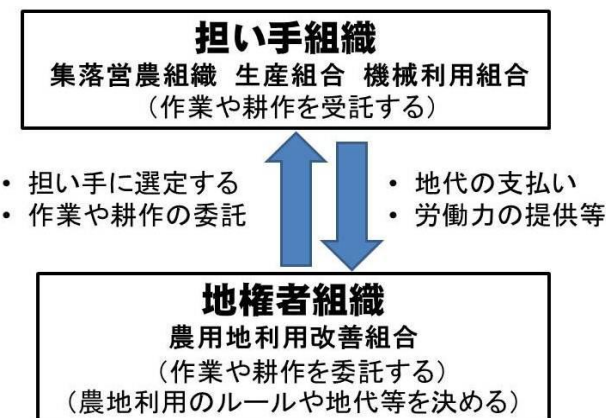 担い手組織
集落営農組織 生産組合 機械利用組合
（作業や耕作を受託する）
・ 担い手に選定する
・ 作業や耕作の委託
・ 地代の支払い
・ 労働力の提供等
地権者組織
農用地利用改善組合
（作業や耕作を委託する）
（農地利用のルールや地代等を決める）